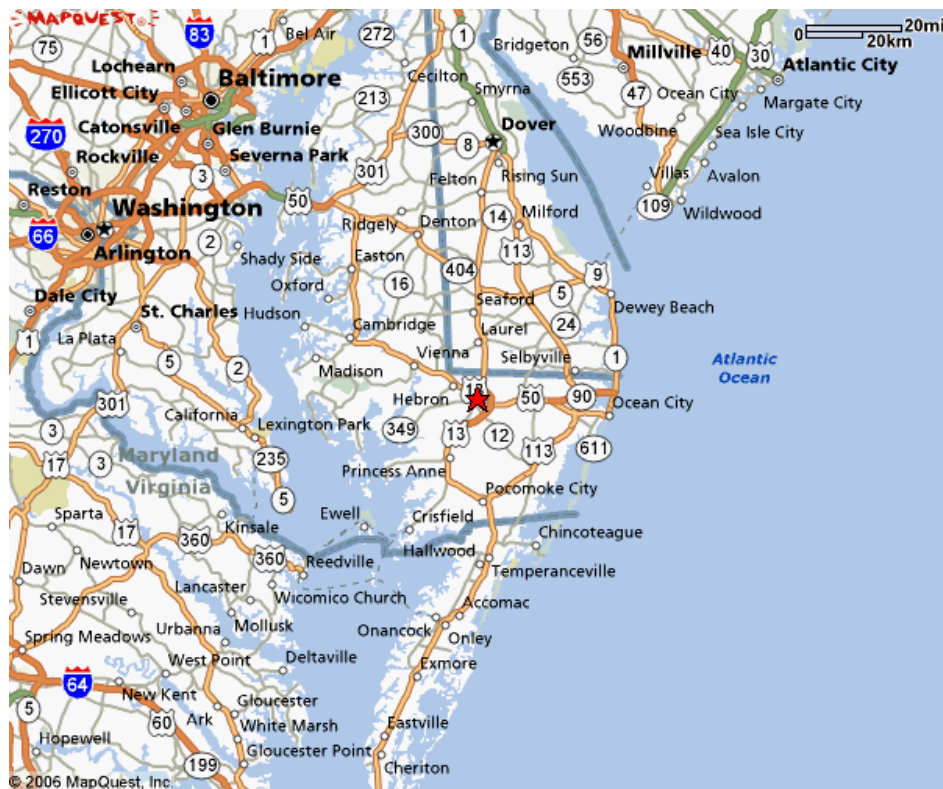 MAPQUEST
83
1
Bel Air
272
1
Bridgeton
56
Millville
40
30
0
20mi
20km
75
Lochearn
Baltimore
Cecilton
553
Atlantic City
Ellicott City
213
Smyrna
47
Ocean City
Margate City
270
Catonsville
Glen Burnie
300
8
Dover
Woodbine
Sea Isle City
Rockville
Severna Park
301
Rising Sun
Villas
Avalon
Reston
3
50
Felton
109
Wildwood
Washington
Ridgely
Denton
14
Milford
66
Arlington
2
Shady Side
Easton
404
113
9
Dale City
Oxford
16
Seaford
5
Dewey Beach
St. Charles
Hudson
Cambridge
Laurel
24
1
La Plata
5
2
Madison
Vienna
Selbyville
1
Atlantic
Ocean
301
California
Hebron
13
50
90
Ocean City
3
Lexington Park
349
13
12
113
611
17
3
Maryland
235
Princess Anne
Virginia
5
Pocomoke City
Sparta
17
360
Kinsale
Ewell
Crisfield
Chincoteague
Newtown
360
Reedville
Hallwood
Dawn
Lancaster
Wicomico Church
Temperanceville
Stevensville
Mollusk
Accomac
Spring Meadows
Urbanna
Onancock
Onley
West Point
Deltaville
Exmore
64
New Kent
Gloucester
5
60
Ark
White Marsh
Eastville
Hopewell
199
Gloucester Point
Cheriton
© 2006 MapQuest, Inc